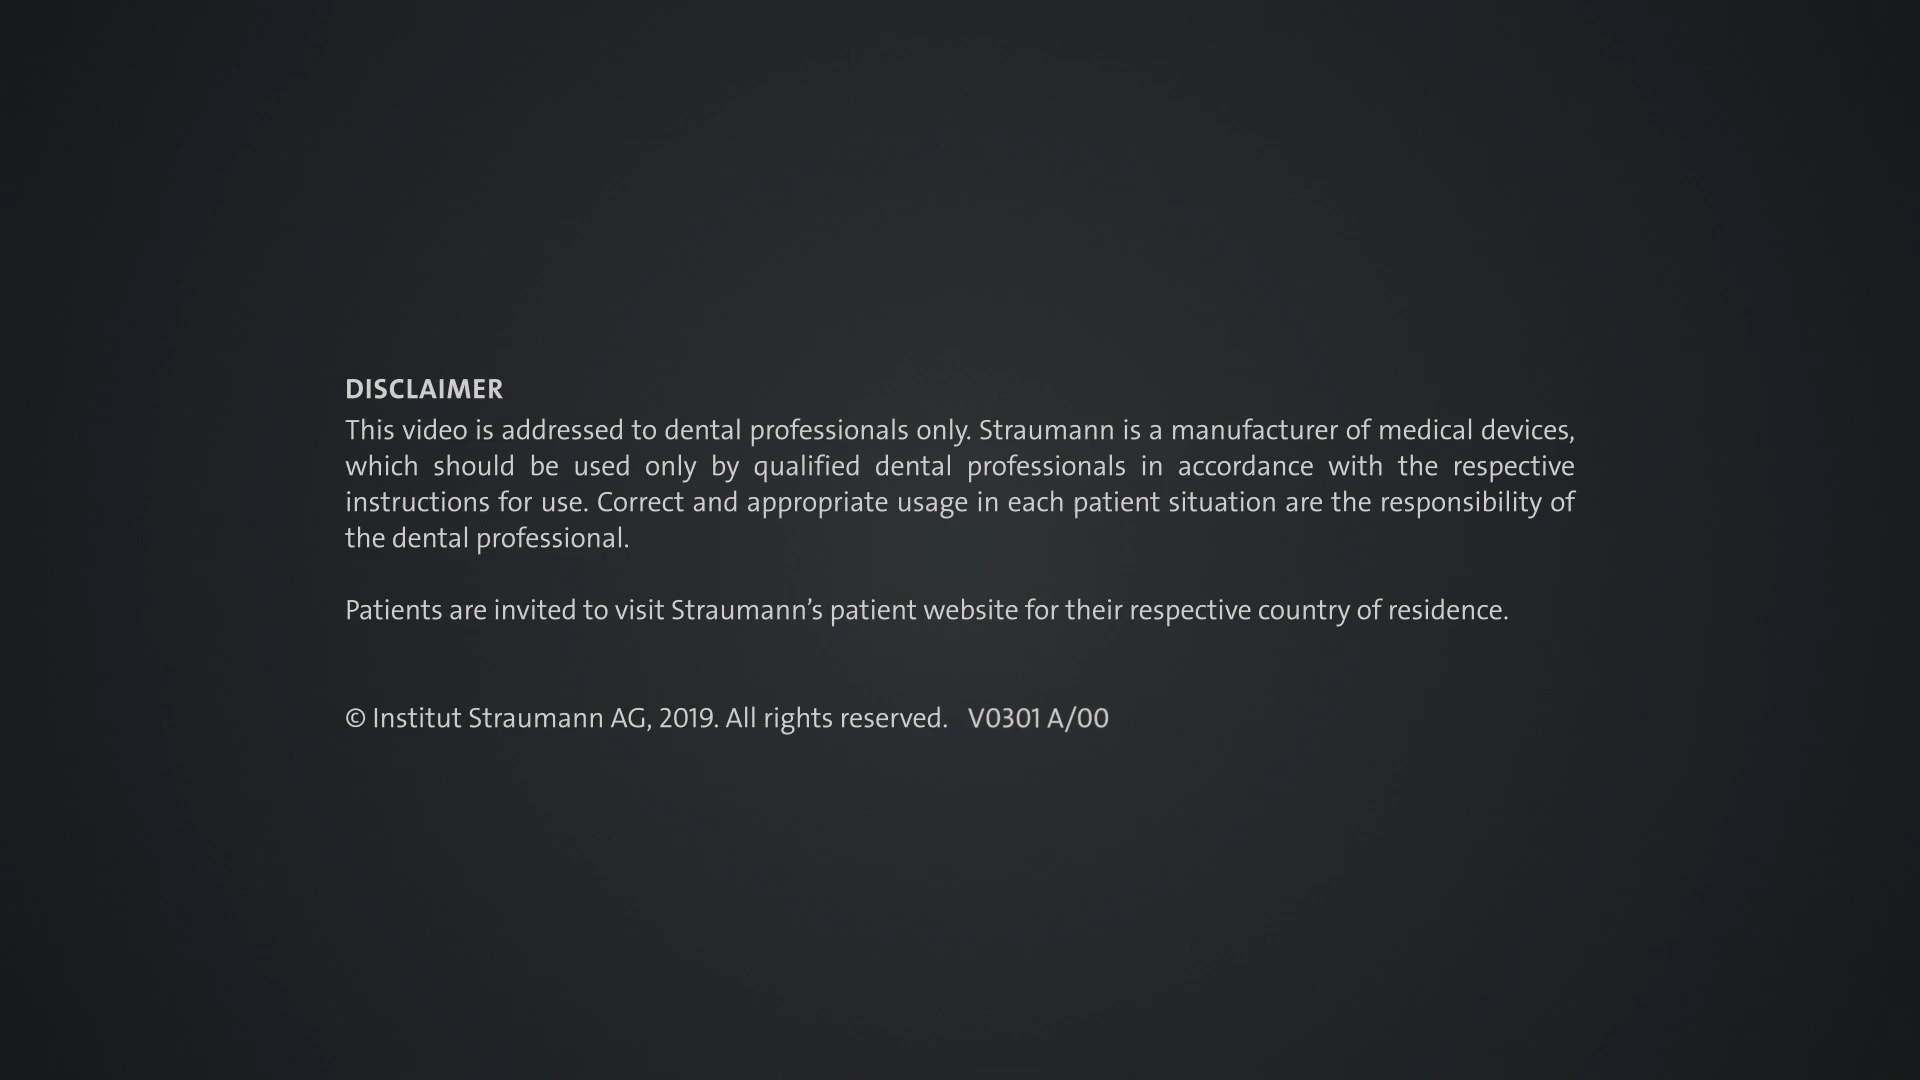 DISCLAIMER
This video is addressed to dental professionals only. Straumann is a manufacturer of medical devices,
which should be used only by qualified dental professionals in accordance with the respective
instructions for use. Correct and appropriate usage in each patient situation are the responsibility of
the dental professional.
Patients are invited to visit Straumann’s patient website for their respective country of residence.
© Institut Straumann AG, 2019. All rights reserved. V0301 A/00